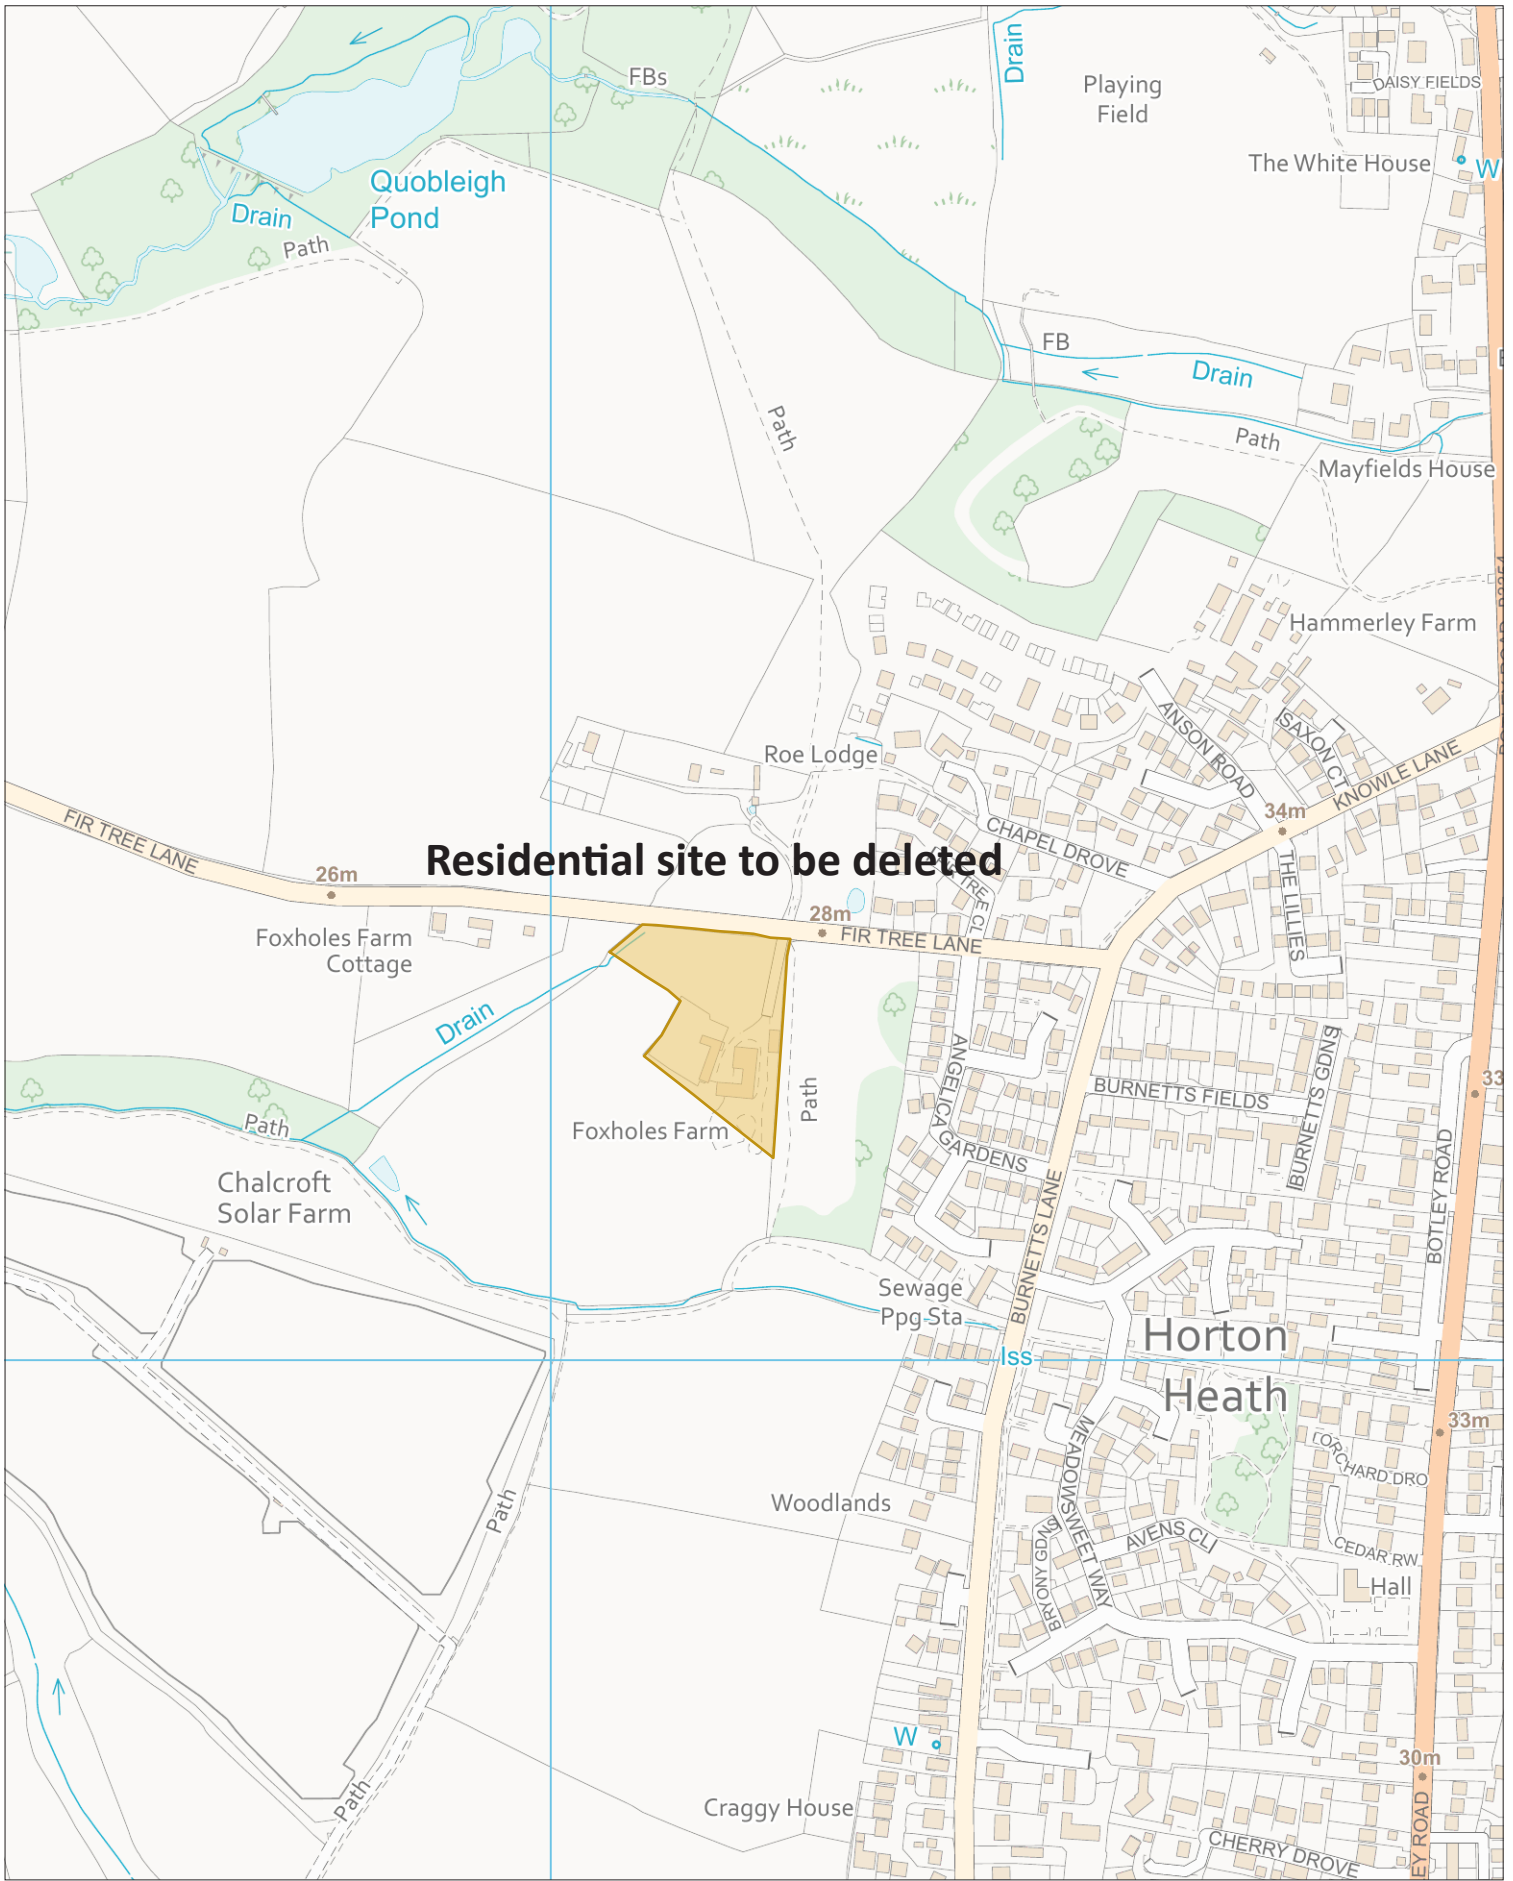 FBs
Drain
Playing
Field
DAISY FIELDS
The White House
W
Quobleigh
Pond
Drain
Path
FB
Drain
Path
Path
Mayfields House
Hammerley Farm
ANSON ROAD
SAXON CT
KNOWLE LANE
Roe Lodge
34m
CHAPEL DROVE
FIR TREE LANE
Residential site to be deleted
26m
THE LILLIES
28m
FIR TREE LANE
Foxholes Farm
Cottage
Drain
ANGELICA GARDENS
BURNETTS FIELDS
BURNETTS GDNS
33
Path
Path
Foxholes Farm
BOTLEY ROAD
Chalcroft
Solar Farm
BURNETTS LANE
Sewage
Ppg Sta
Horton
Heath
Iss
33m
MEADOWSWEET WAY
ORCHARD DRO
Woodlands
Path
AVENS CL
BRYONY GDNS
CEDAR RW
Hall
W
30m
Path
Craggy House
CHERRY DROVE
EY ROAD